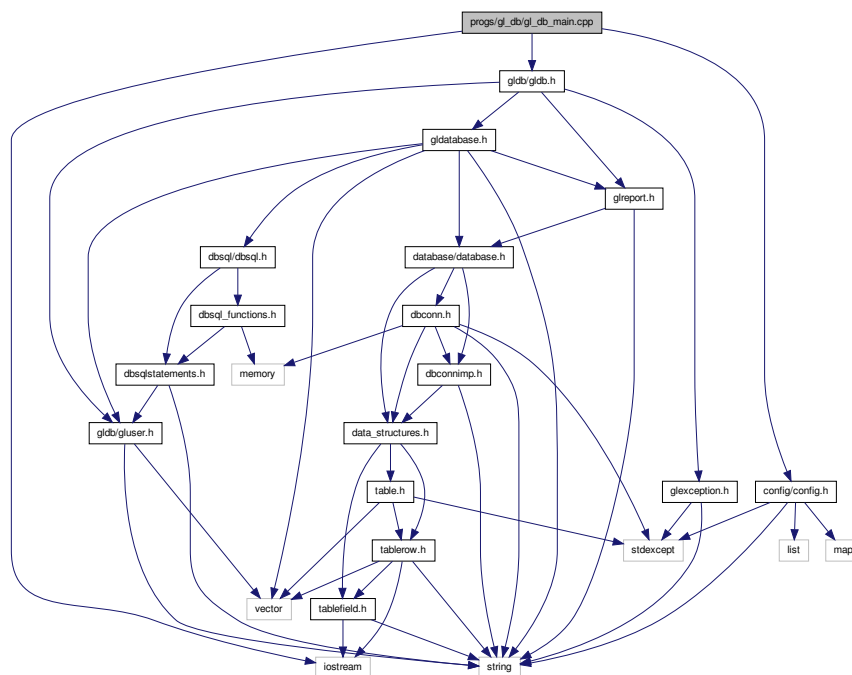 progs/gl_db/gl_db_main.cpp
gldb/gldb.h
gldatabase.h
glreport.h
dbsql/dbsql.h
database/database.h
dbsql_functions.h
dbconn.h
dbsqlstatements.h
memory
dbconnimp.h
gldb/gluser.h
data_structures.h
table.h
glexception.h
config/config.h
tablerow.h
stdexcept
list
map
vector
tablefield.h
iostream
string